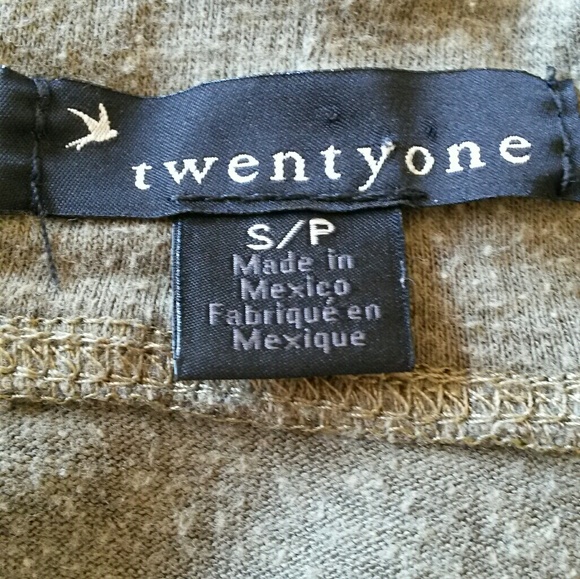 twentyone
S/P
Made in
Mexico
Fabriqué en
Mexique